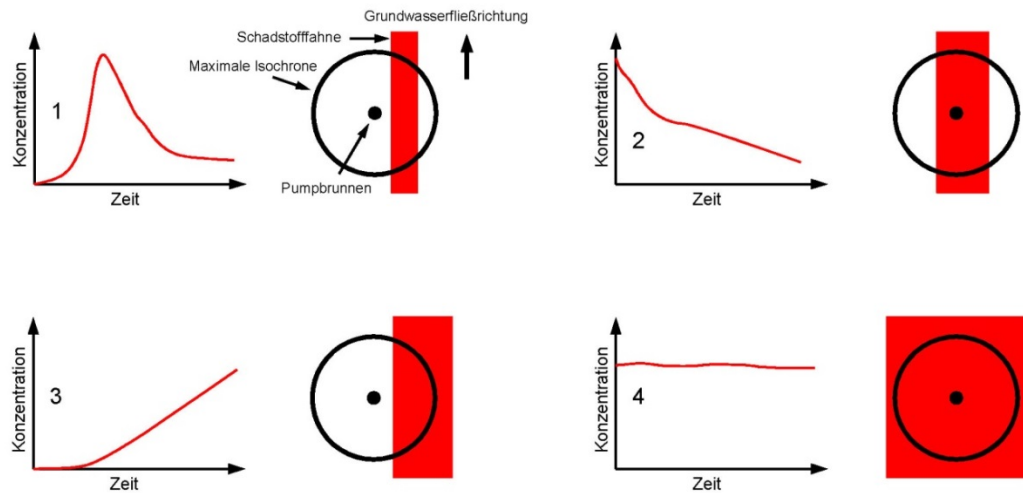 Grundwasserfließrichtung
Schadstofffahne
Maximale Isochrone
Konzentration
1
Pumpbrunnen
Zeit
Konzentration
2
Zeit
Konzentration
3
Zeit
Konzentration
4
Zeit